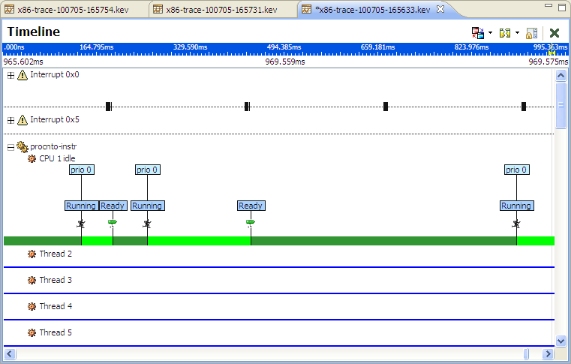 x86-trace-100705-165754.kev x86-trace-100705-165731.kev *x86-trace-100705-165633.kev
Timeline
.000ns 164.795ms 329.590ms 494.385ms 659.181ms 823.976ms 995.363ms
965.602ms 969.559ms 969.575ms
Interrupt 0x0
Interrupt 0x5
procnto-instr
CPU 1 idle
prio 0 prio 0 prio 0
Running Ready Running Ready Running
Thread 2
Thread 3
Thread 4
Thread 5